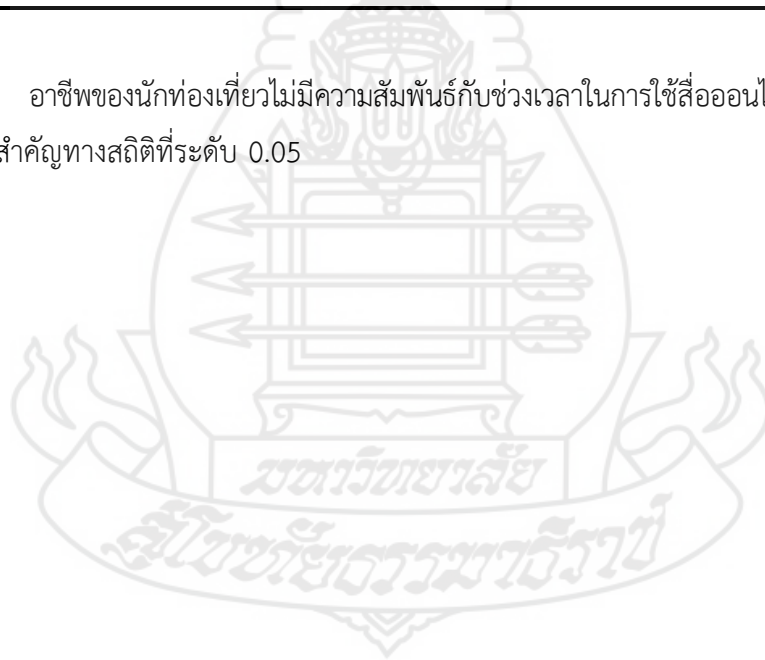 อาชีพของนักท่องเที่ยวไม่มีความสัมพันธ์กับช่วงเวลาในการใช้สื่อออนไ
สำคัญทางสถิติที่ระดับ 0.05
มหาวิทยาลัย
สุโขทัยธรรมาธิราช